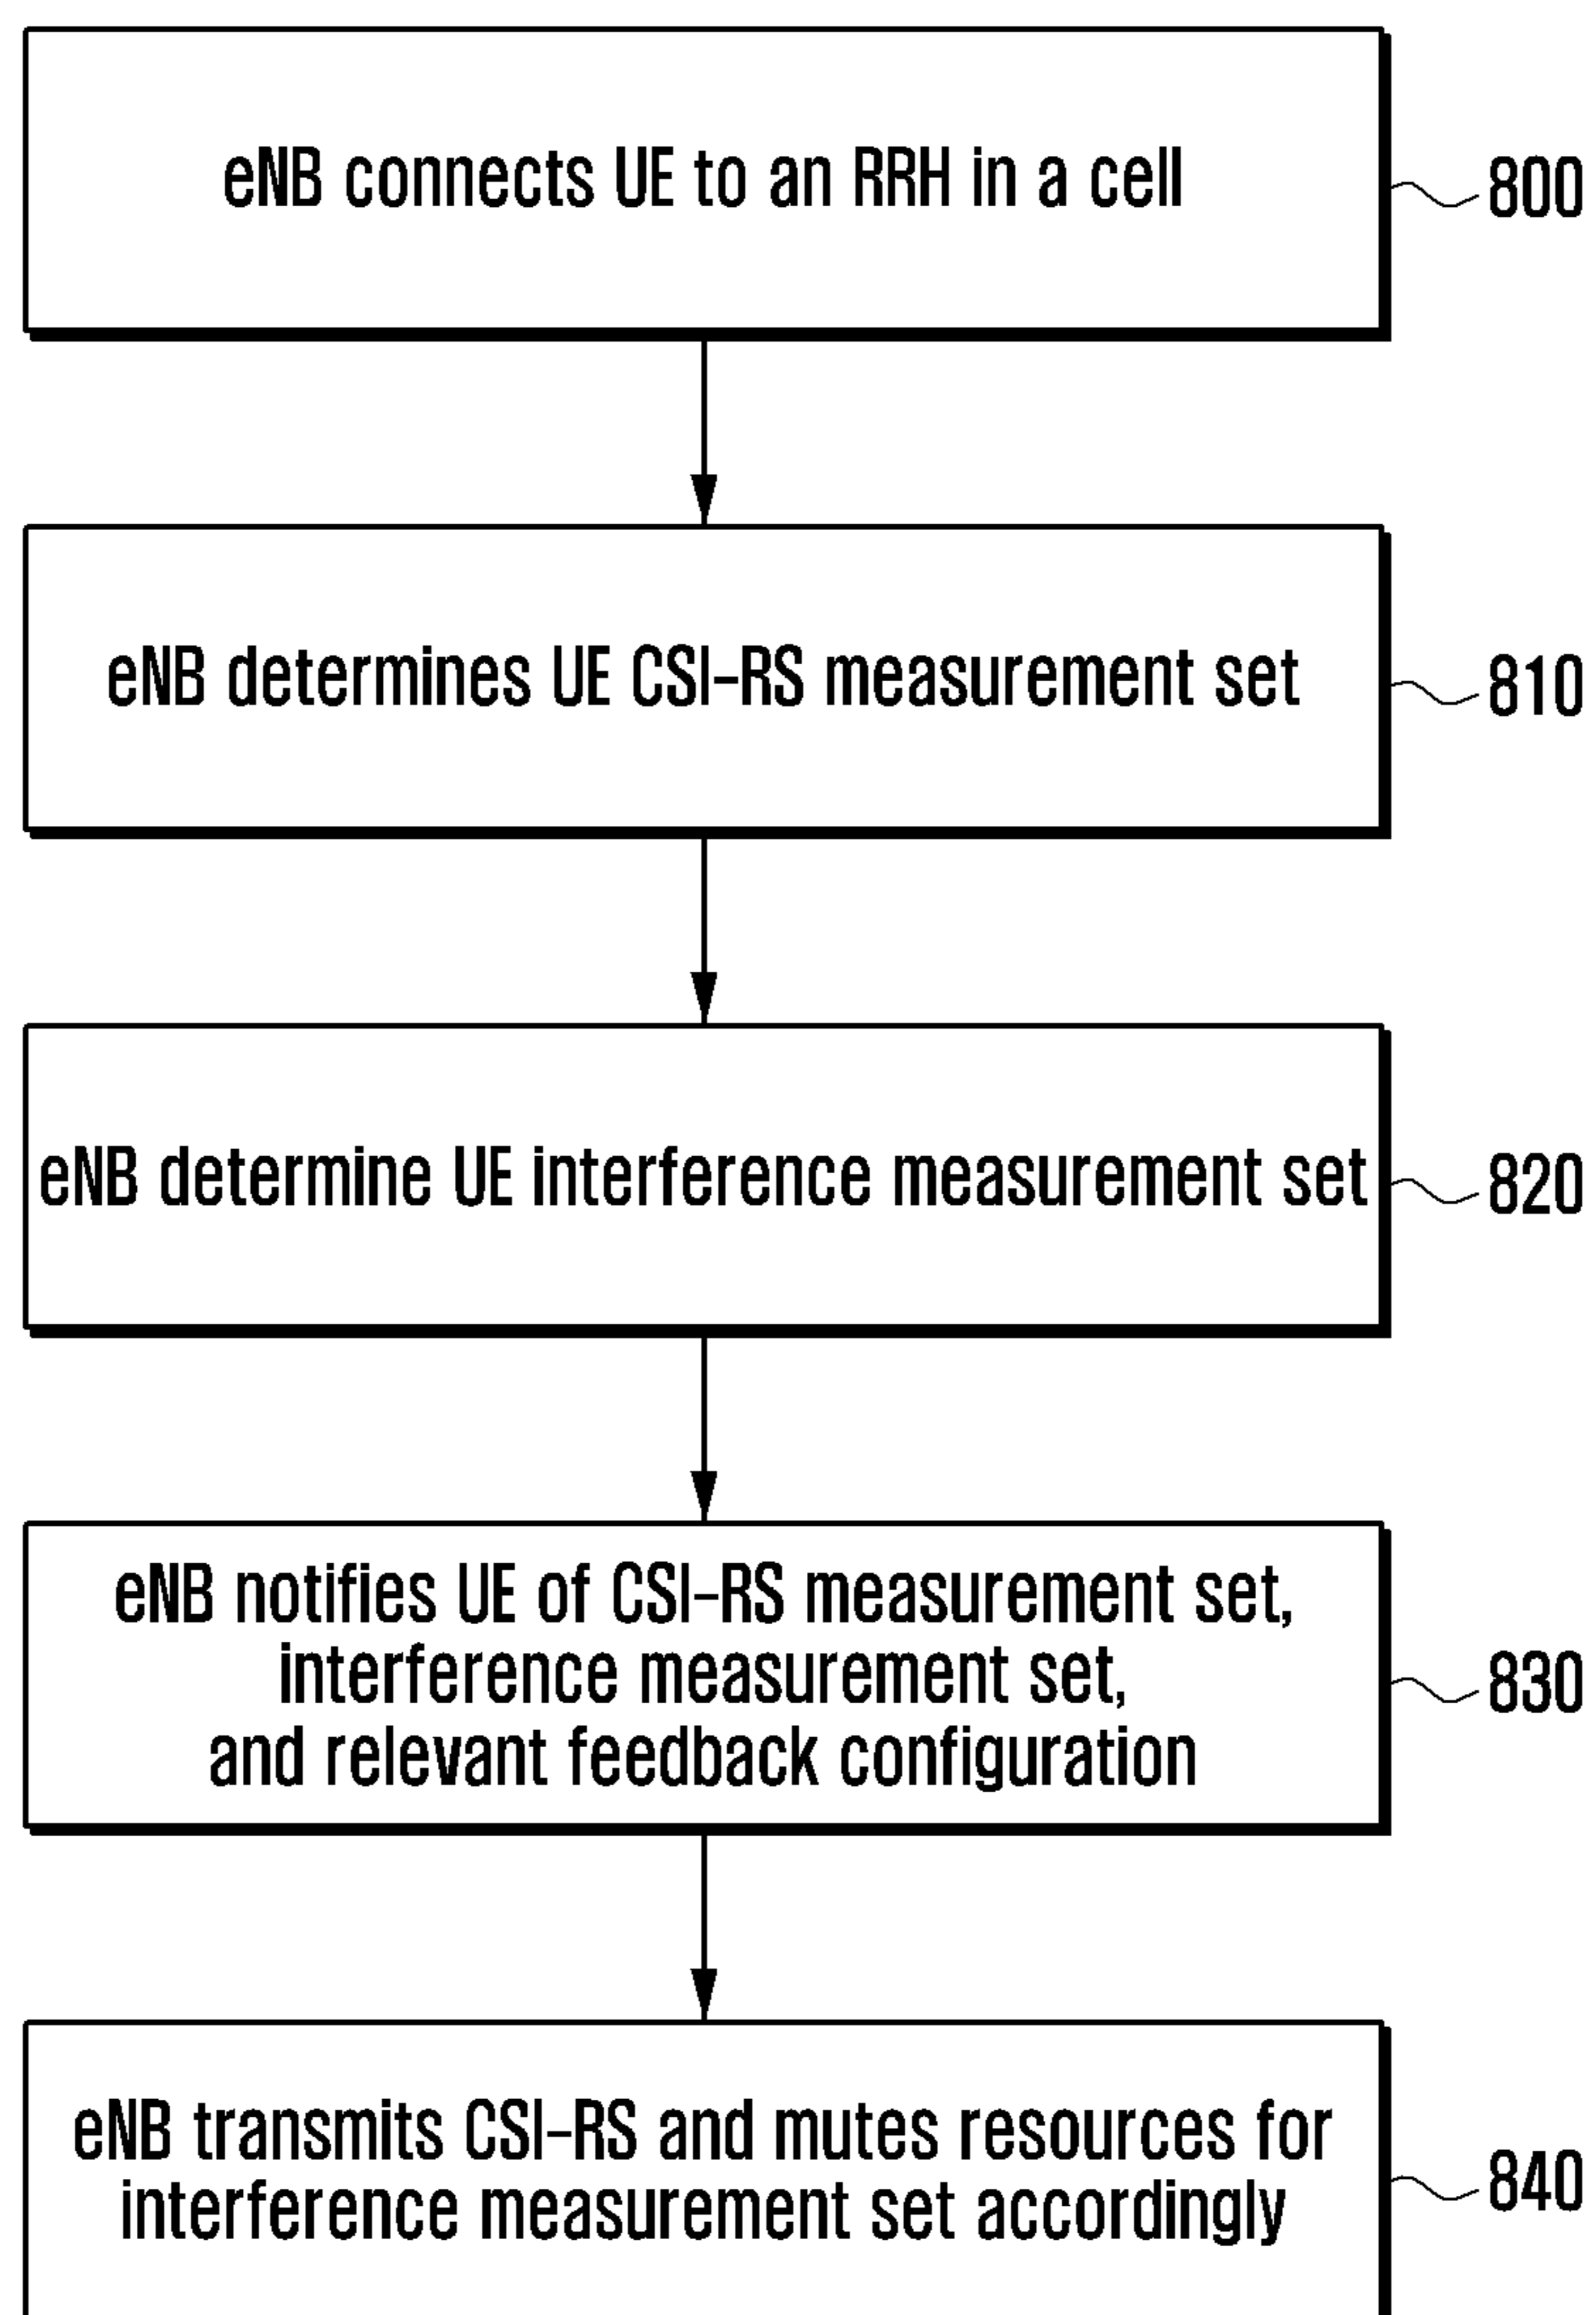 eNB connects UE to an RRH in a cell
800
eNB determines UE CSI-RS measurement set
810
eNB determine UE interference measurement set
820
eNB notifies UE of CSI-RS measurement set,
interference measurement set,
and relevant feedback configuration
830
eNB transmits CSI-RS and mutes resources for
interference measurement set accordingly
840